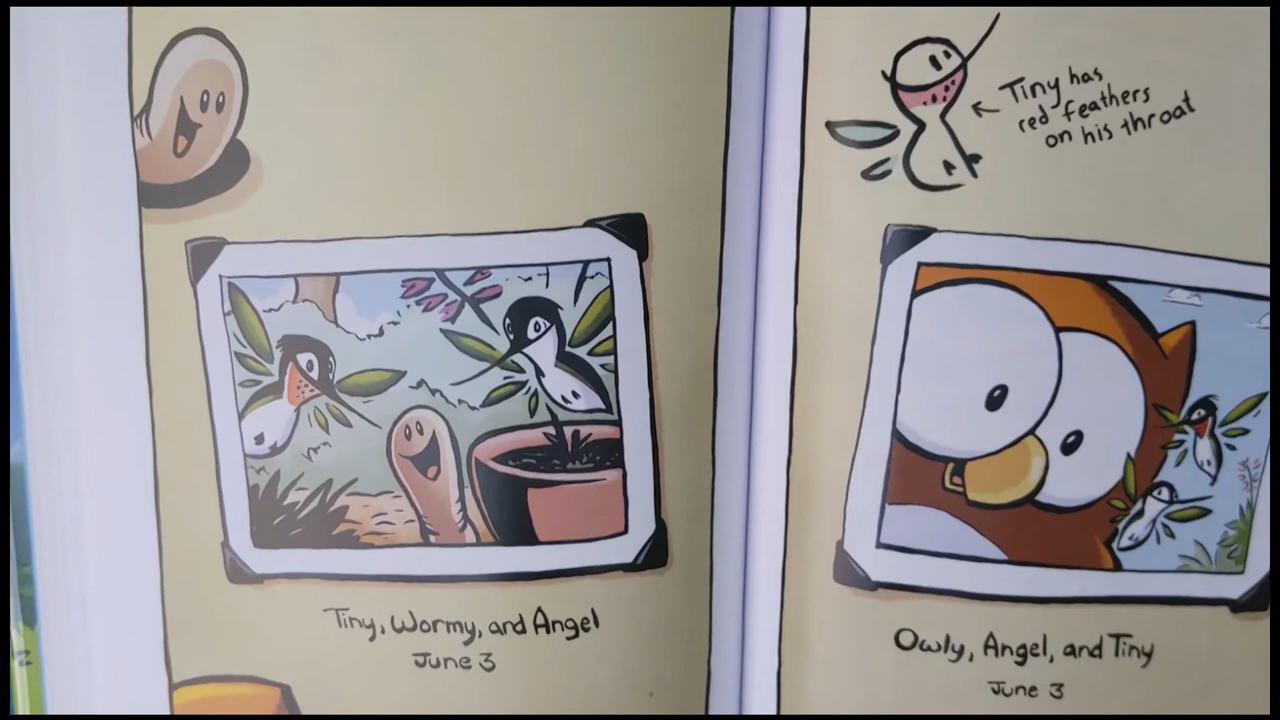 Tiny, Wormy, and Angel
June 3
Tiny has
red feathers
on his throat
Owly, Angel, and Tiny
June 3